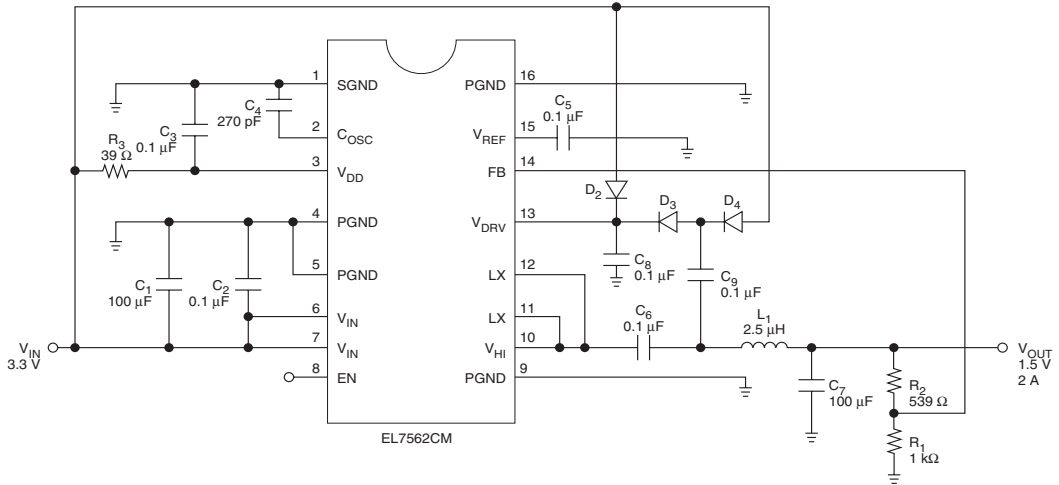 1
SGND
C4
270 pF
2
COSC
C3
0.1 µF
R3
39 Ω
3
VDD
4
PGND
5
PGND
C1
100 µF
C2
0.1 µF
6
VIN
7
VIN
VIN
3.3 V
8
EN
PGND
16
C5
0.1 µF
VREF
15
FB
14
D2
VDRV
13
D3
D4
C8
0.1 µF
LX
12
C9
0.1 µF
LX
11
C6
0.1 µF
L1
2.5 µH
VHI
10
PGND
9
VOUT
1.5 V
2 A
C7
100 µF
R2
539 Ω
R1
1 kΩ
EL7562CM